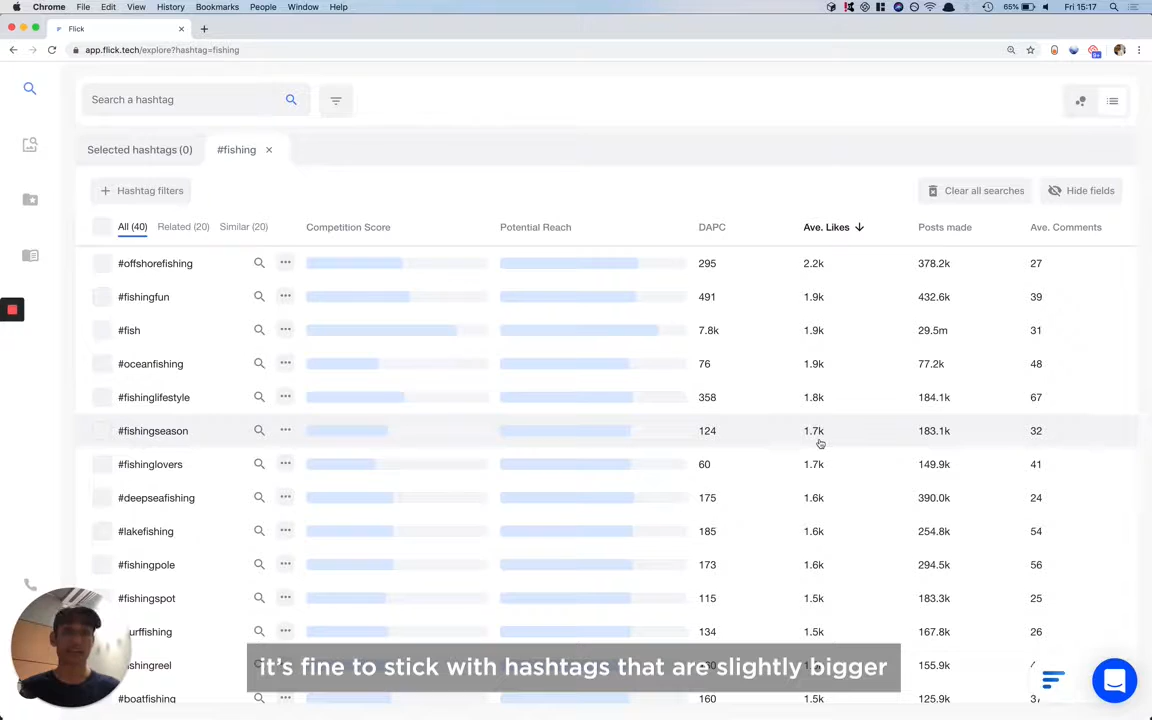 Chrome File Edit View Bookmarks People Window Help 65% Fri 15:17
Flick
app.flick.tech/explore?hashtag=fishing
Search a hashtag
Selected hashtags (0) #fishing
+ Hashtag filters Clear all searches Hide fields
All (40) Related (20) Similar (20) Competition Score Potential Reach DAPC Ave. Likes Posts made Ave. Comments
#offshorefishing 295 2.2k 378.2k 27
#fishingfun 491 1.9k 432.6k 39
#fish 7.8k 1.9k 29.5m 31
#oceanfishing 76 1.9k 77.2k 48
#fishinglifestyle 358 1.8k 184.1k 67
#fishingseason 124 1.7k 183.1k 32
#fishinglovers 60 1.7k 149.9k 41
#deepseafishing 175 1.6k 390.0k 24
#lakefishing 185 1.6k 254.8k 54
#fishingpole 173 1.6k 294.5k 56
#fishingspot 115 1.5k 183.3k 25
urffishing 134 1.5k 167.8k 26
shingreel 155.9k
it's fine to stick with hashtags that are slightly bigger
#boatfishing 160 1.5k 125.9k